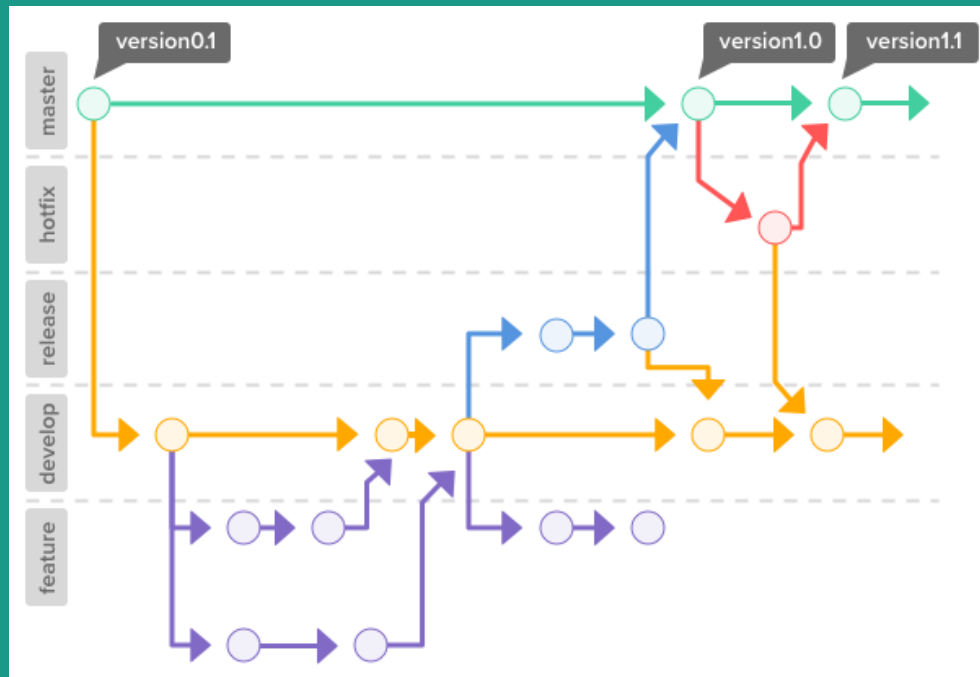 version0.1
version1.0
version1.1
master
hotfix
release
develop
feature